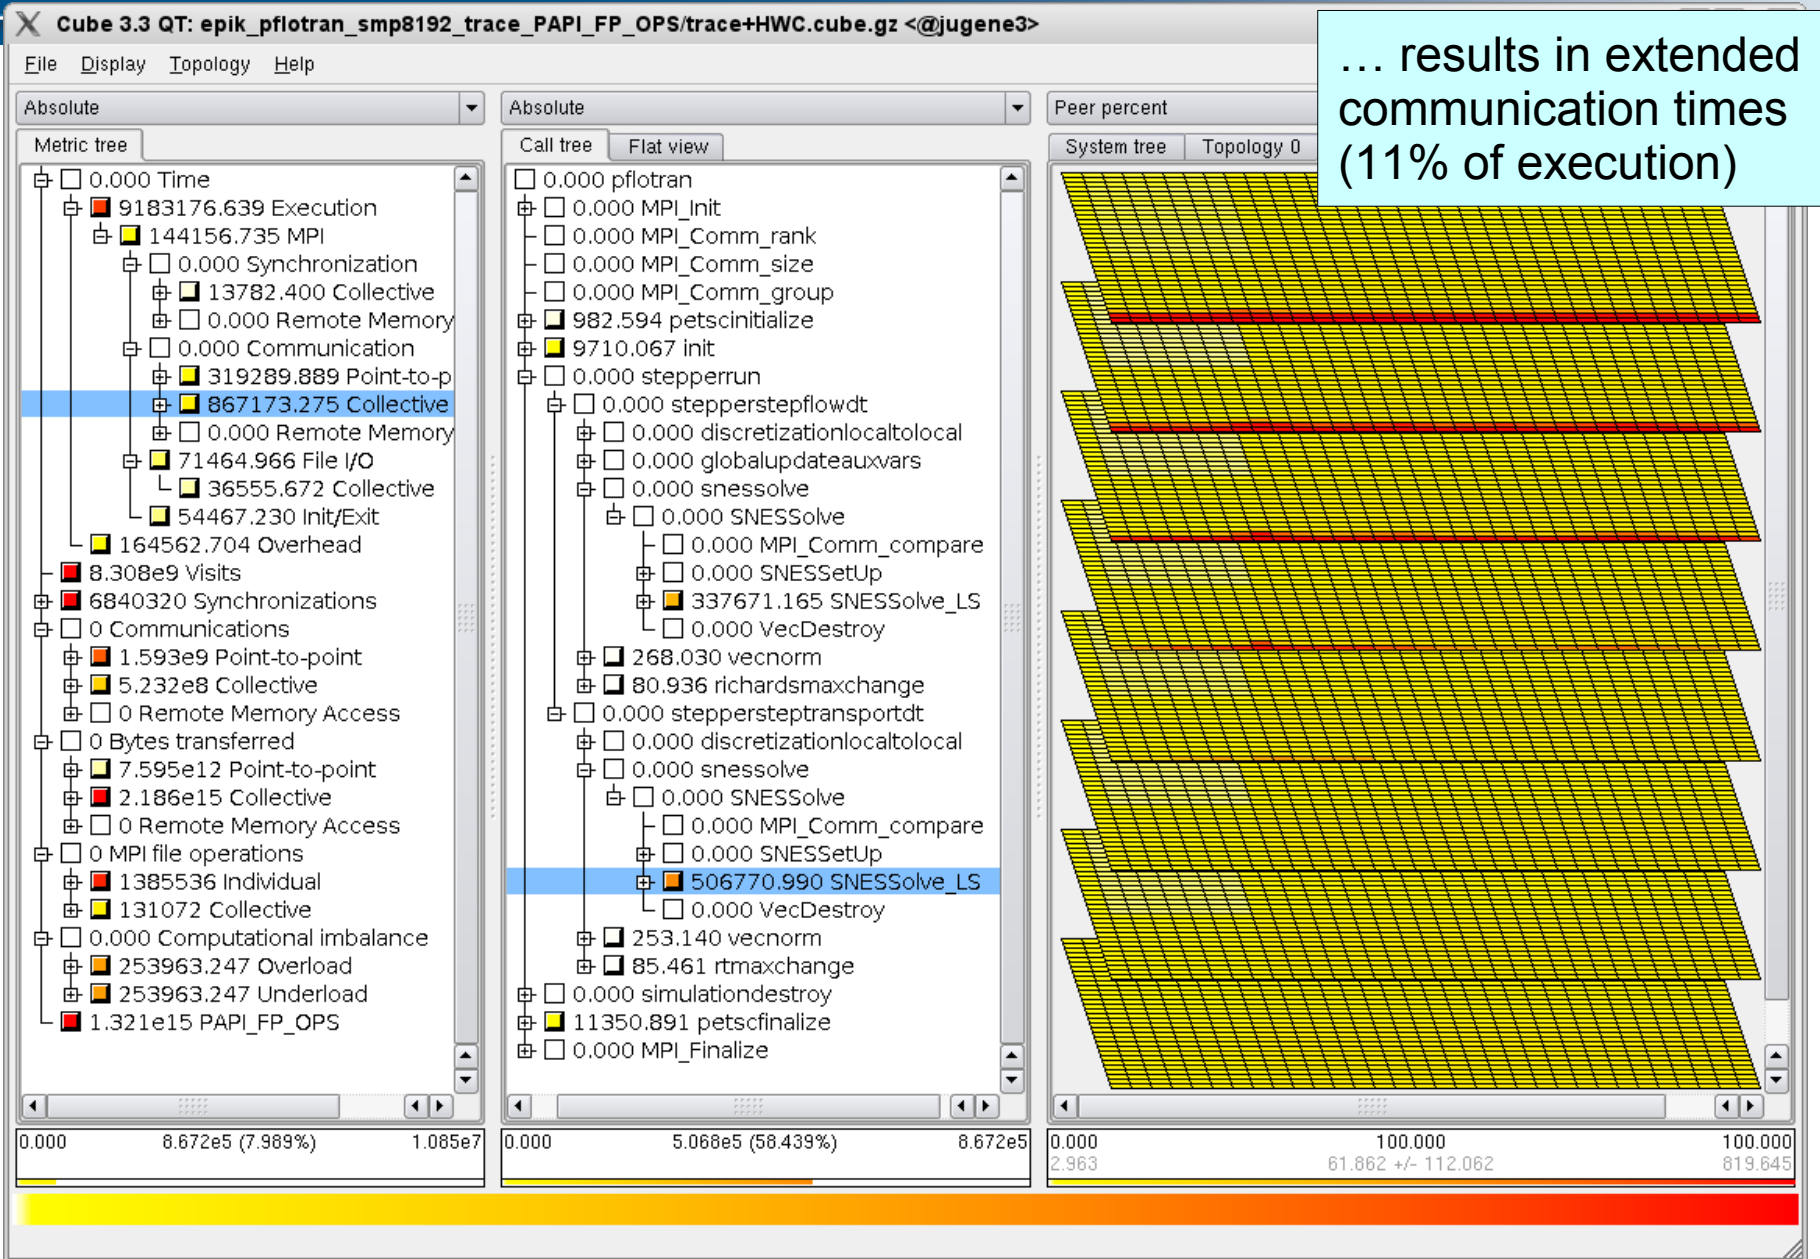 Cube 3.3 QT: epik_pflotran_smp8192_trace_PAPI_FP_OPS/trace+HWC.cube.gz <@jugene3>
… results in extended
communication times
(11% of execution)
File Display Topology Help
Absolute
Metric tree
0.000 Time
9183176.639 Execution
144156.735 MPI
0.000 Synchronization
13782.400 Collective
0.000 Remote Memory
0.000 Communication
319289.889 Point-to-p
867173.275 Collective
0.000 Remote Memory
71464.966 File I/O
36555.672 Collective
54467.230 Init/Exit
164562.704 Overhead
8.308e9 Visits
6840320 Synchronizations
0 Communications
1.593e9 Point-to-point
5.232e8 Collective
0 Remote Memory Access
0 Bytes transferred
7.595e12 Point-to-point
2.186e15 Collective
0 Remote Memory Access
0 MPI file operations
1385536 Individual
131072 Collective
0.000 Computational imbalance
253963.247 Overload
253963.247 Underload
1.321e15 PAPI_FP_OPS
0.000 8.672e5 (7.989%) 1.085e7
Absolute
Call tree Flat view
0.000 pflotran
0.000 MPI_Init
0.000 MPI_Comm_rank
0.000 MPI_Comm_size
0.000 MPI_Comm_group
982.594 petscinitialize
9710.067 init
0.000 stepperrun
0.000 stepperstepflowdt
0.000 discretizationlocaltolocal
0.000 globalupdateauxvars
0.000 snessolve
0.000 SNESSolve
0.000 MPI_Comm_compare
0.000 SNESSetUp
337671.165 SNESSolve_LS
0.000 VecDestroy
268.030 vecnorm
80.936 richardsmaxchange
0.000 steppersteptransportdt
0.000 discretizationlocaltolocal
0.000 snessolve
0.000 SNESSolve
0.000 MPI_Comm_compare
0.000 SNESSetUp
506770.990 SNESSolve_LS
0.000 VecDestroy
253.140 vecnorm
85.461 rtmaxchange
0.000 simulationdestroy
11350.891 petscfinalize
0.000 MPI_Finalize
0.000 5.068e5 (58.439%) 8.672e5
Peer percent
System tree Topology 0
0.000 100.000 100.000
2.963 61.862 +/- 112.062 819.645